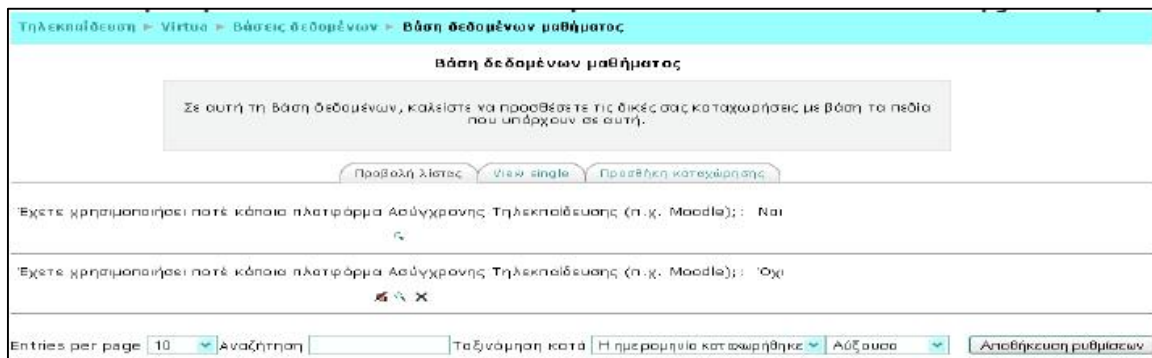 Τηλεκπαίδευση ► Virtua ► Βάσεις δεδομένων ► Βάση δεδομένων μαθήματος
Βάση δεδομένων μαθήματος
Σε αυτή τη βάση δεδομένων, καλείστε να προσθέσετε τις δικές σας καταχωρήσεις με βάση τα πεδία
που υπάρχουν σε αυτή.
Προβολή λίστας View single Προσθήκη καταχώρησης
Έχετε χρησιμοποιήσει ποτέ κάποια πλατφόρμα Ασύγχρονης Τηλεκπαίδευσης (π.χ. Moodle);: Ναι
Έχετε χρησιμοποιήσει ποτέ κάποια πλατφόρμα Ασύγχρονης Τηλεκπαίδευσης (π.χ. Moodle);: Όχι
Entries per page 10 Αναζήτηση Ταξινόμηση κατά Η ημερομηνία καταχωρήθηκε Αύξουσα Αποθήκευση ρυθμίσεων